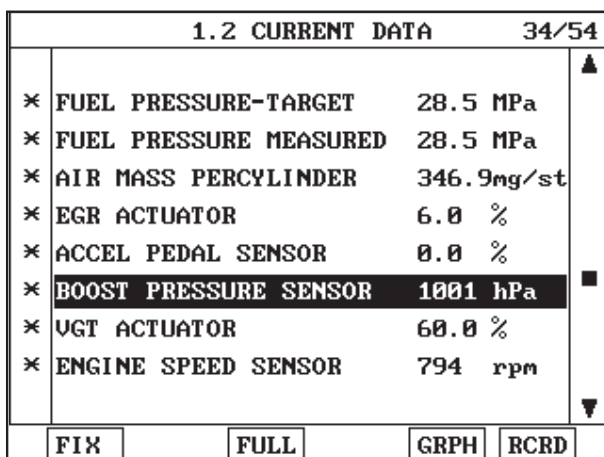 1.2 CURRENT DATA 34/54
▲
* FUEL PRESSURE-TARGET 28.5 MPa
* FUEL PRESSURE MEASURED 28.5 MPa
* AIR MASS PERCYLINDER 346.9mg/st
* EGR ACTUATOR 6.0 %
* ACCEL PEDAL SENSOR 0.0 %
* BOOST PRESSURE SENSOR 1001 hPa ■
* VGT ACTUATOR 60.0 %
* ENGINE SPEED SENSOR 794 rpm
▼
FIX FULL GRPH RCRD